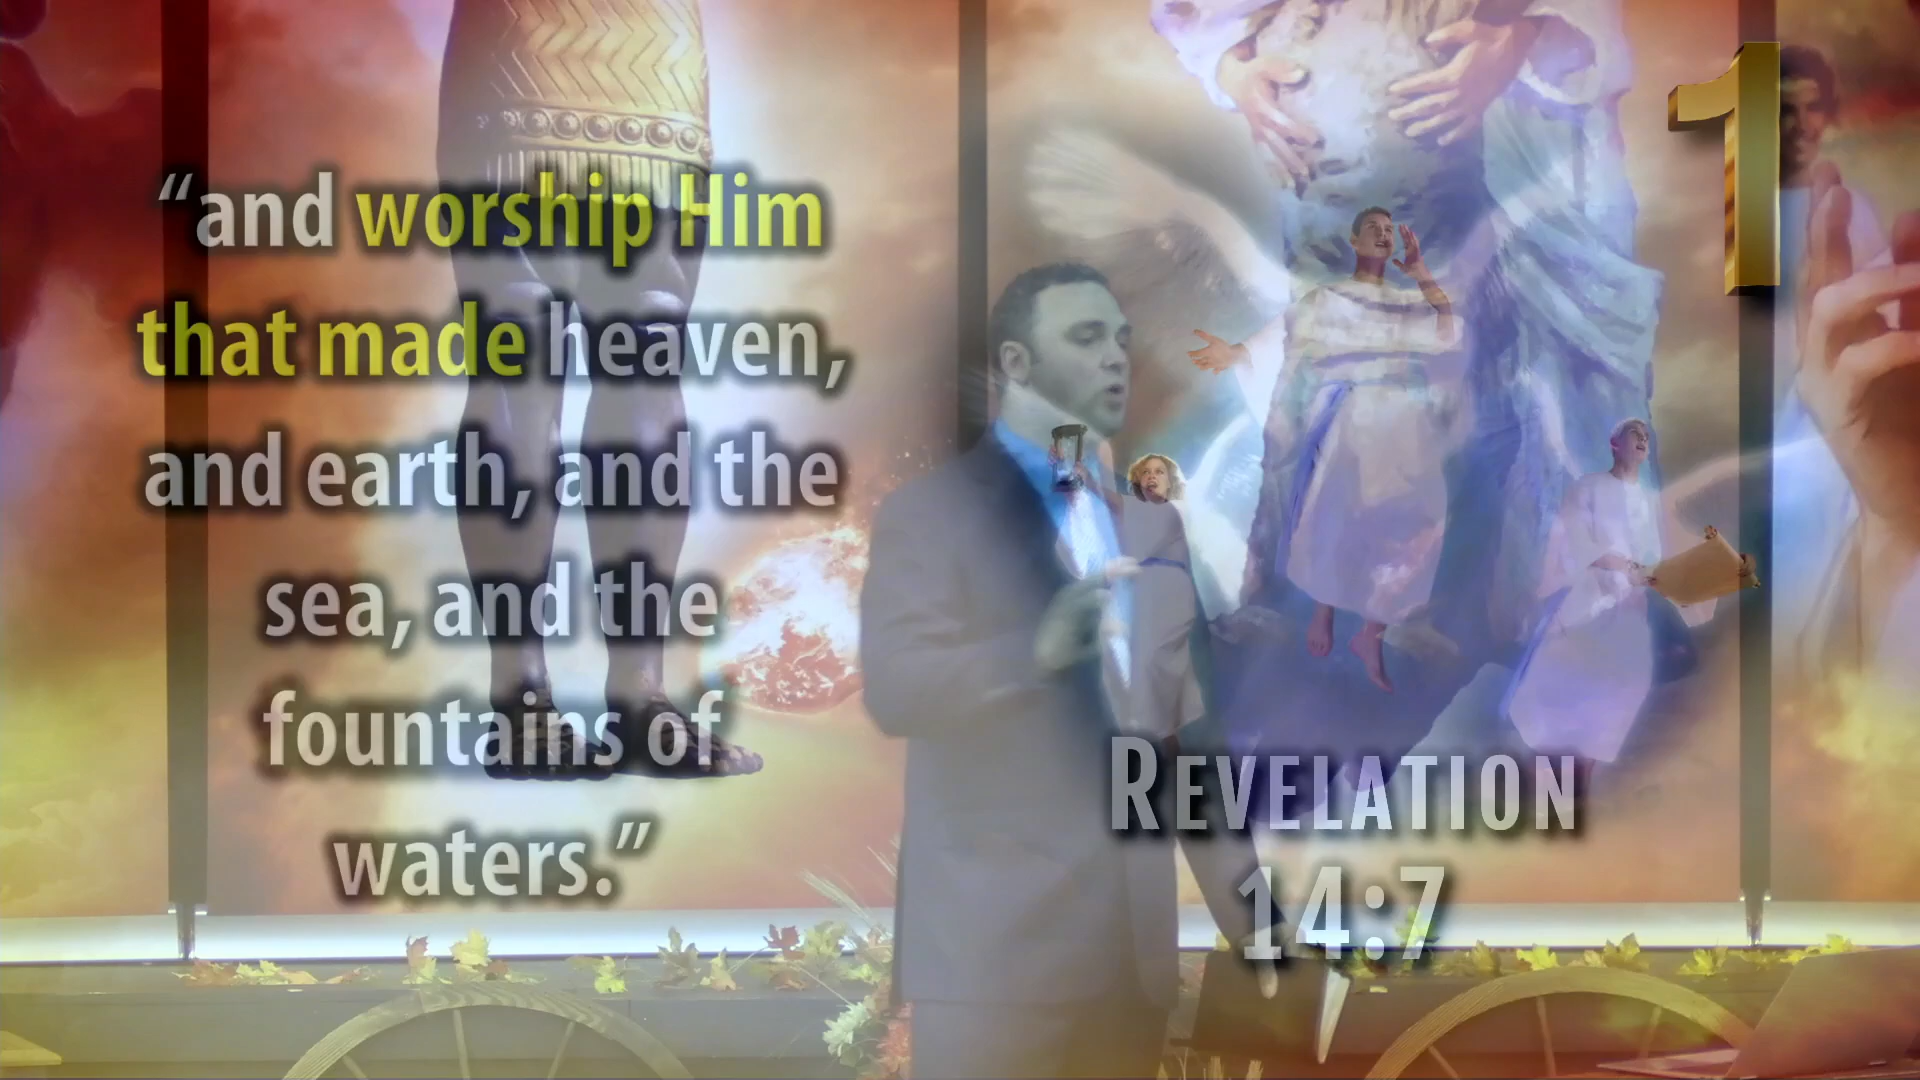 1
“and worship Him
that made heaven,
and earth, and the
sea, and the
fountains of
waters.”
REVELATION
14:7